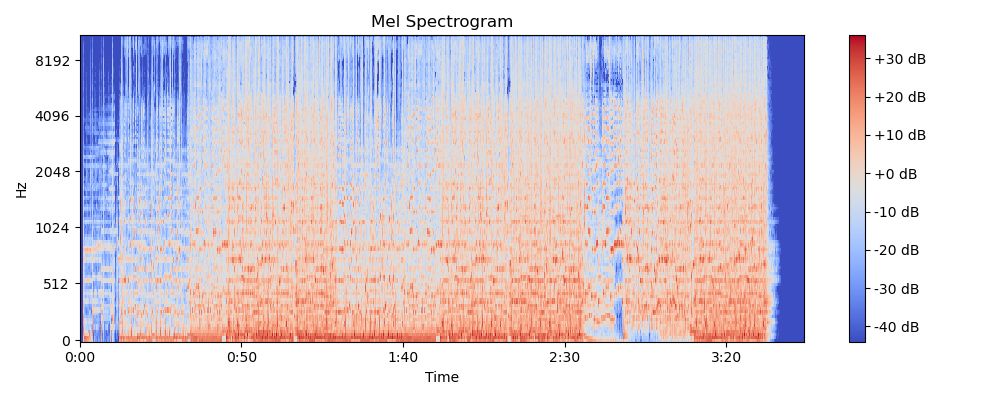 Mel Spectrogram
Hz
8192
4096
2048
1024
512
0
0:00
0:50
1:40
2:30
3:20
Time
+30 dB
+20 dB
+10 dB
+0 dB
-10 dB
-20 dB
-30 dB
-40 dB